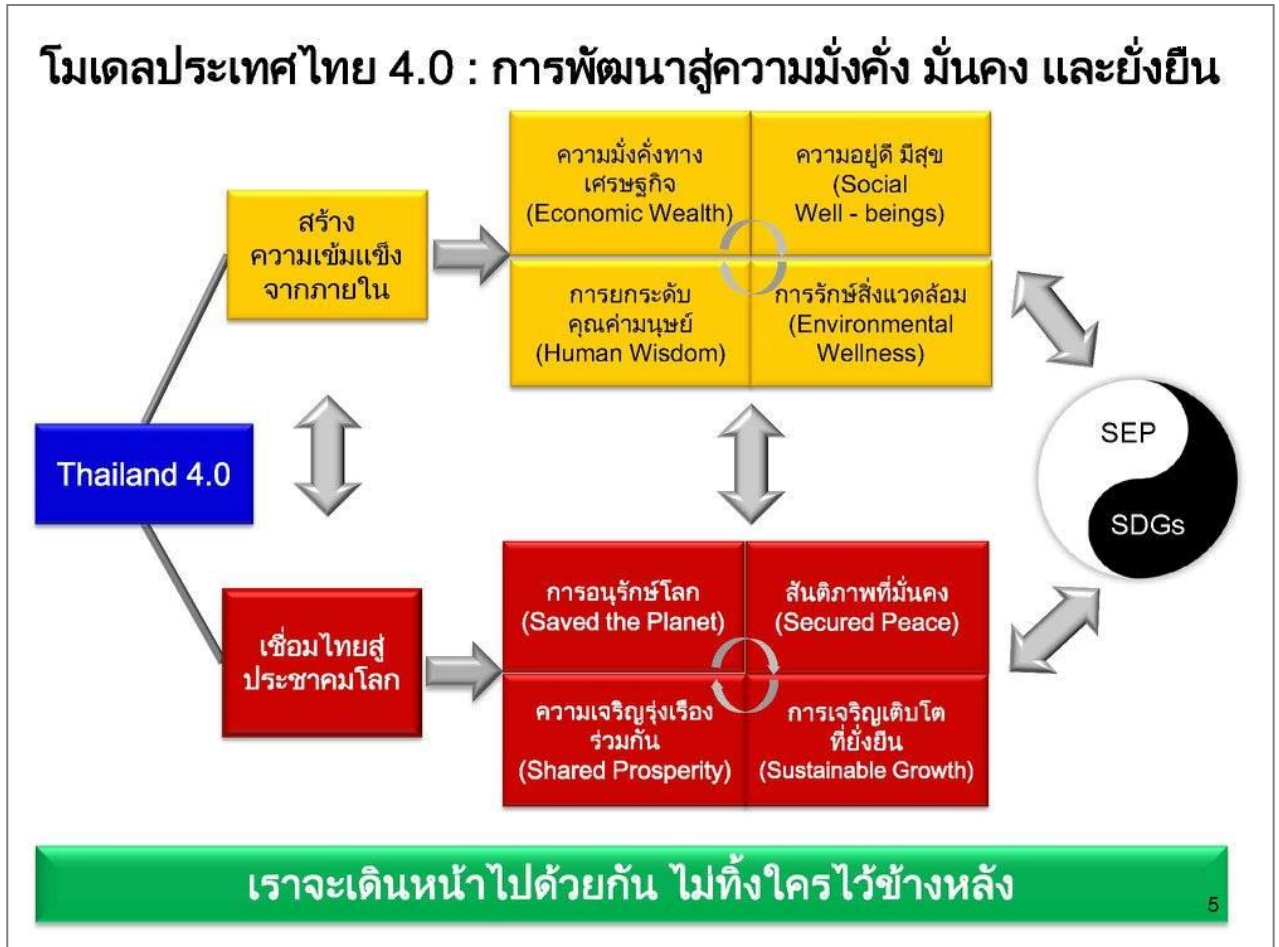 โมเดลประเทศไทย 4.0 : การพัฒนาสู่ความมั่งคั่ง มั่นคง และยั่งยืน
Thailand 4.0
สร้าง
ความเข้มแข็ง
จากภายใน
ความมั่งคั่งทาง
เศรษฐกิจ
(Economic Wealth)
ความอยู่ดี มีสุข
(Social
Well - beings)
การยกระดับ
คุณค่ามนุษย์
(Human Wisdom)
การรักษ์สิ่งแวดล้อม
(Environmental
Wellness)
เชื่อมไทยสู่
ประชาคมโลก
การอนุรักษ์โลก
(Saved the Planet)
สันติภาพที่มั่นคง
(Secured Peace)
ความเจริญรุ่งเรือง
ร่วมกัน
(Shared Prosperity)
การเจริญเติบโต
ที่ยั่งยืน
(Sustainable Growth)
SEP
SDGs
เราจะเดินหน้าไปด้วยกัน ไม่ทิ้งใครไว้ข้างหลัง
5